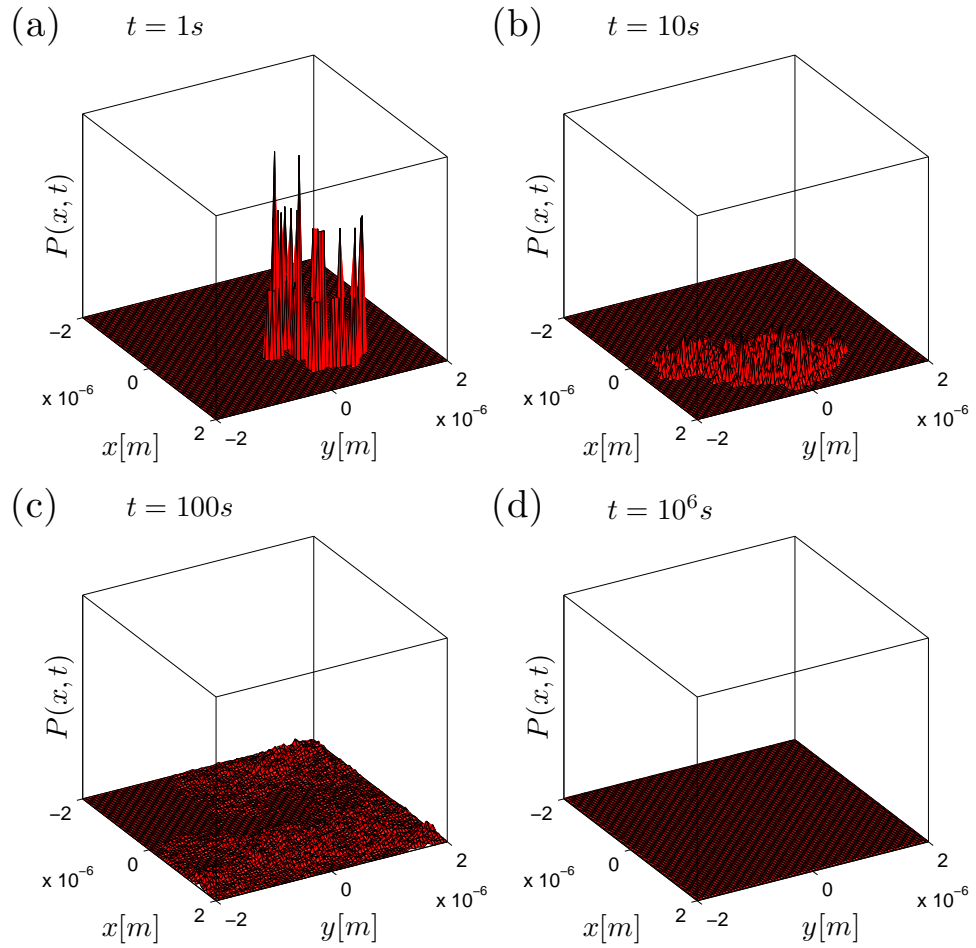 (a) t = 1s
P(x, t)
−2
0
2
x 10⁻⁶
x[m]
−2
0
2
x 10⁻⁶
y[m]
(b) t = 10s
P(x, t)
−2
0
2
x 10⁻⁶
x[m]
−2
0
2
x 10⁻⁶
y[m]
(c) t = 100s
P(x, t)
−2
0
2
x 10⁻⁶
x[m]
−2
0
2
x 10⁻⁶
y[m]
(d) t = 10⁶s
P(x, t)
−2
0
2
x 10⁻⁶
x[m]
−2
0
2
x 10⁻⁶
y[m]